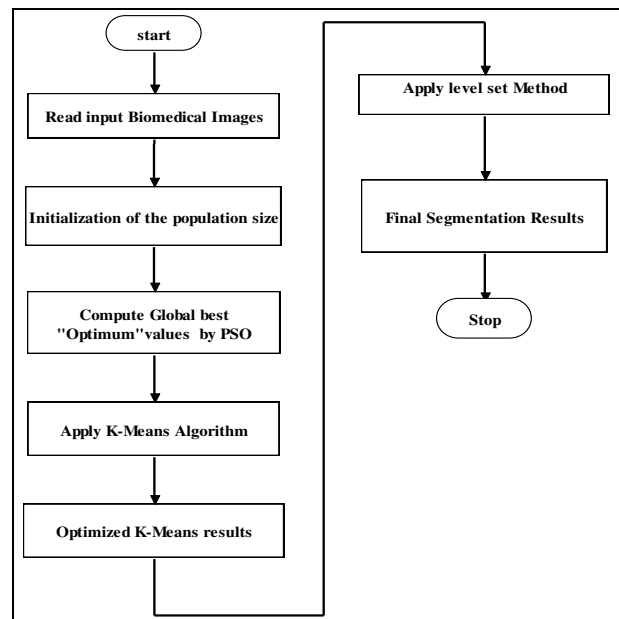 start
Read input Biomedical Images
Initialization of the population size
Compute Global best
"Optimum"values by PSO
Apply K-Means Algorithm
Optimized K-Means results
Apply level set Method
Final Segmentation Results
Stop